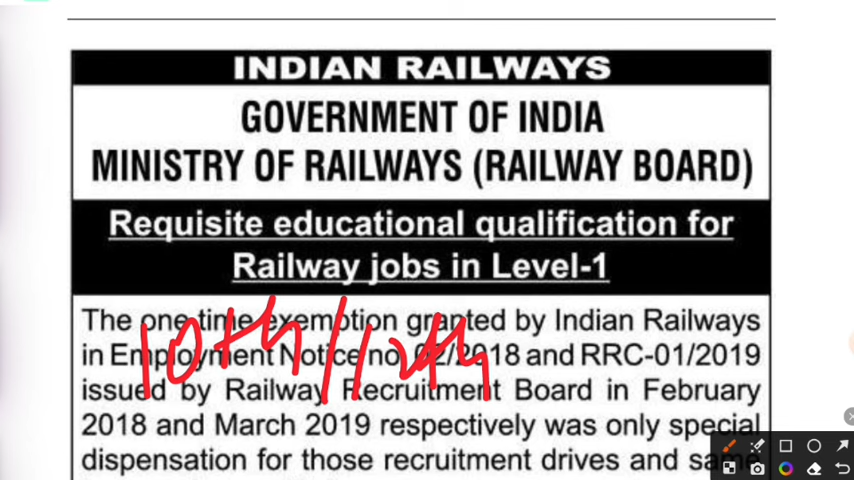 INDIAN RAILWAYS
GOVERNMENT OF INDIA
MINISTRY OF RAILWAYS (RAILWAY BOARD)
Requisite educational qualification for
Railway jobs in Level-1
The one time exemption granted by Indian Railways
in Employment Notice no. 02/2018 and RRC-01/2019
10th/12th
issued by Railway Recruitment Board in February
2018 and March 2019 respectively was only special
dispensation for those recruitment drives and same